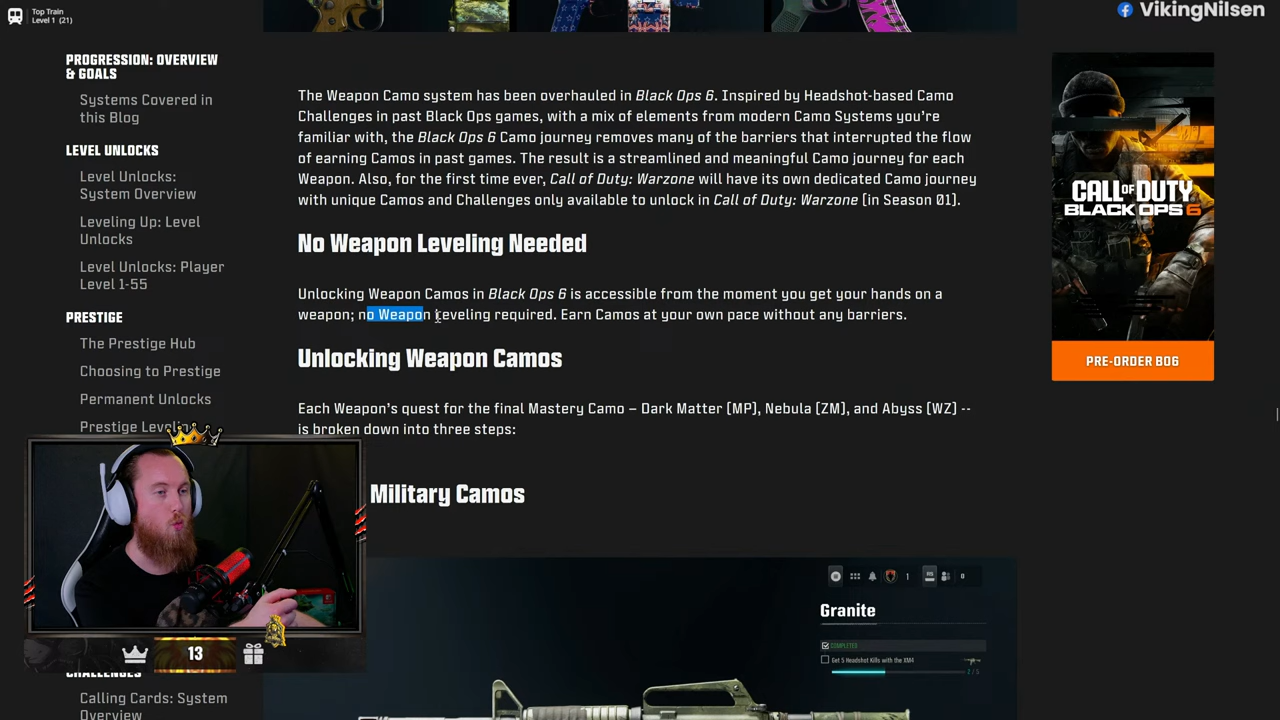 Top Train
Level 1 (21)
VikingNilsen
PROGRESSION: OVERVIEW
& GOALS
Systems Covered in
this Blog
LEVEL UNLOCKS
Level Unlocks:
System Overview
Leveling Up: Level
Unlocks
Level Unlocks: Player
Level 1-55
PRESTIGE
The Prestige Hub
Choosing to Prestige
Permanent Unlocks
Prestige Leveling
13
CHALLENGES
Calling Cards: System
Overview
The Weapon Camo system has been overhauled in Black Ops 6. Inspired by Headshot-based Camo
Challenges in past Black Ops games, with a mix of elements from modern Camo Systems you're
familiar with, the Black Ops 6 Camo journey removes many of the barriers that interrupted the flow
of earning Camos in past games. The result is a streamlined and meaningful Camo journey for each
Weapon. Also, for the first time ever, Call of Duty: Warzone will have its own dedicated Camo journey
with unique Camos and Challenges only available to unlock in Call of Duty: Warzone [in Season 01].
No Weapon Leveling Needed
Unlocking Weapon Camos in Black Ops 6 is accessible from the moment you get your hands on a
weapon; no Weapon Leveling required. Earn Camos at your own pace without any barriers.
Unlocking Weapon Camos
Each Weapon's quest for the final Mastery Camo – Dark Matter [MP], Nebula [ZM], and Abyss [WZ] --
is broken down into three steps:
Military Camos
1
RS
0
Granite
COMPLETED
Get 5 Headshot Kills with the XM4
2 / 5
CALL OF DUTY
BLACK OPS 6
PRE-ORDER BO6